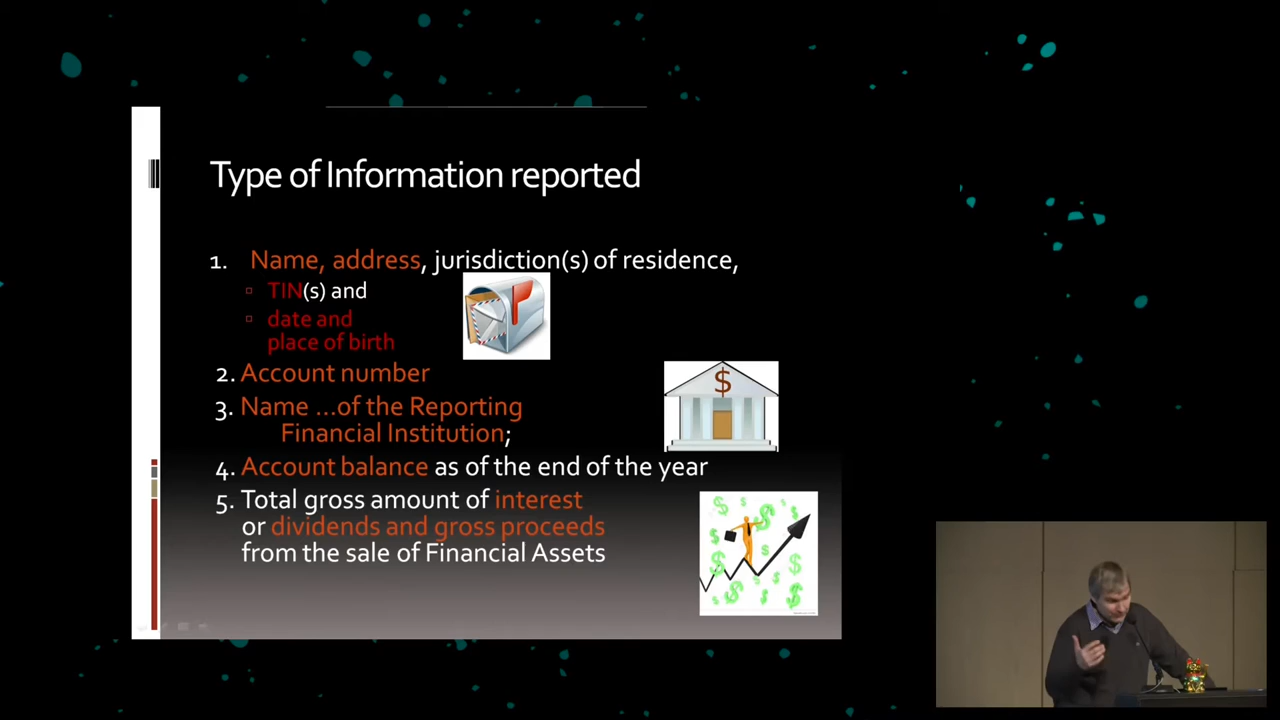 Type of Information reported
1. Name, address, jurisdiction(s) of residence,
TIN(s) and
date and
place of birth
2. Account number
3. Name ...of the Reporting
Financial Institution;
4. Account balance as of the end of the year
$
5. Total gross amount of interest
or dividends and gross proceeds
from the sale of Financial Assets